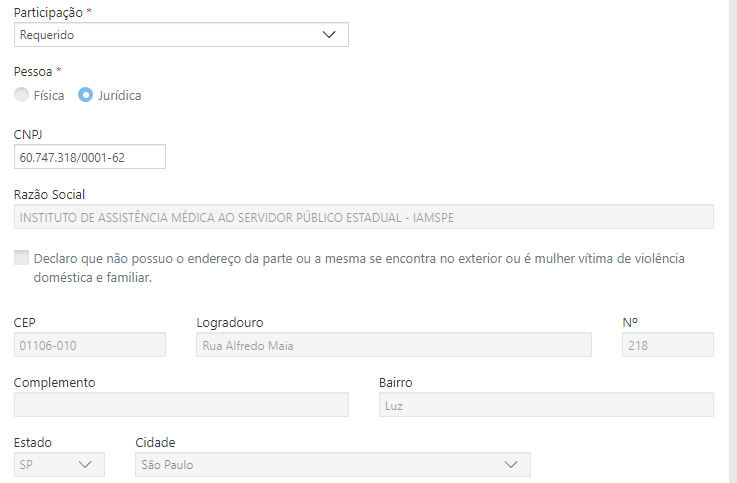 Participação *
Requerido
Pessoa *
Física Jurídica
CNPJ
60.747.318/0001-62
Razão Social
INSTITUTO DE ASSISTÊNCIA MÉDICA AO SERVIDOR PÚBLICO ESTADUAL - IAMSPE
Declaro que não possuo o endereço da parte ou a mesma se encontra no exterior ou é mulher vítima de violência
doméstica e familiar.
CEP Logradouro Nº
01106-010 Rua Alfredo Maia 218
Complemento Bairro
Luz
Estado Cidade
SP São Paulo